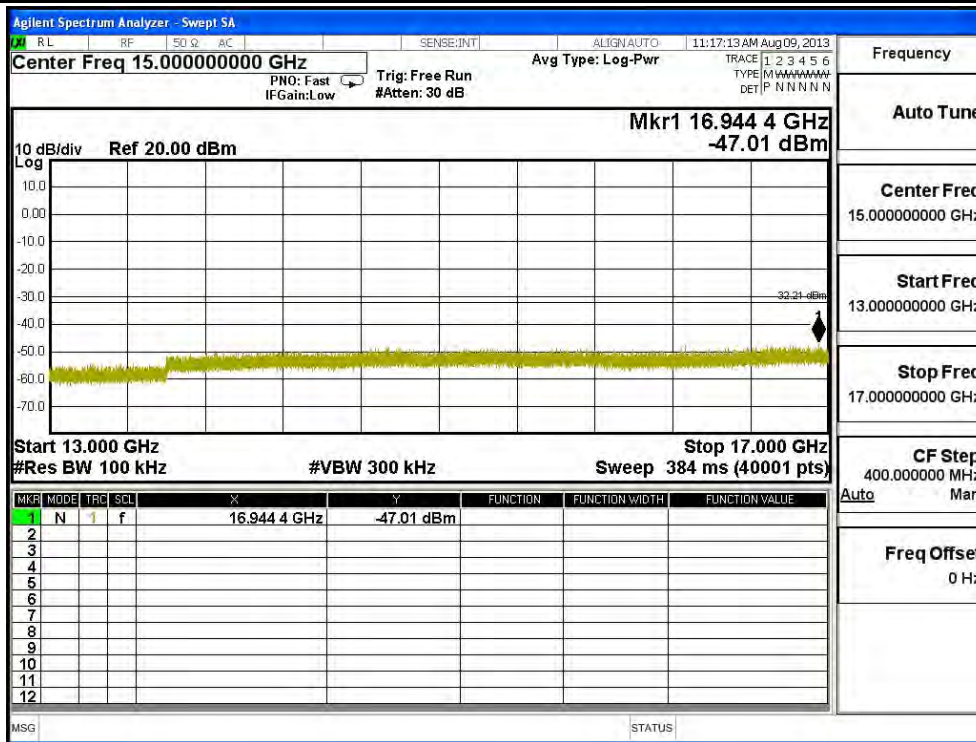 Agilent Spectrum Analyzer - Swept SA
RL RF 50 Ω AC SENSE:INT ALIGN AUTO 11:17:13 AM Aug 09, 2013
Center Freq 15.000000000 GHz
PNO: Fast
IFGain:Low
Trig: Free Run
#Atten: 30 dB
Avg Type: Log-Pwr
TRACE 1 2 3 4 5 6
TYPE M WWWWW
DET P N N N N N
Mkr1 16.944 4 GHz
-47.01 dBm
10 dB/div Ref 20.00 dBm
Log
10.0
0.00
-10.0
-20.0
-30.0
-40.0
-50.0
-60.0
-70.0
32.21 dBm
1
Start 13.000 GHz
Stop 17.000 GHz
#Res BW 100 kHz
#VBW 300 kHz
Sweep 384 ms (40001 pts)
MKR MODE TRC SCL X Y FUNCTION FUNCTION WIDTH FUNCTION VALUE
1 N 1 f 16.944 4 GHz -47.01 dBm
2
3
4
5
6
7
8
9
10
11
12
MSG STATUS
Frequency
Auto Tune
Center Freq
15.000000000 GHz
Start Freq
13.000000000 GHz
Stop Freq
17.000000000 GHz
CF Step
400.000000 MHz
Auto Man
Freq Offset
0 Hz